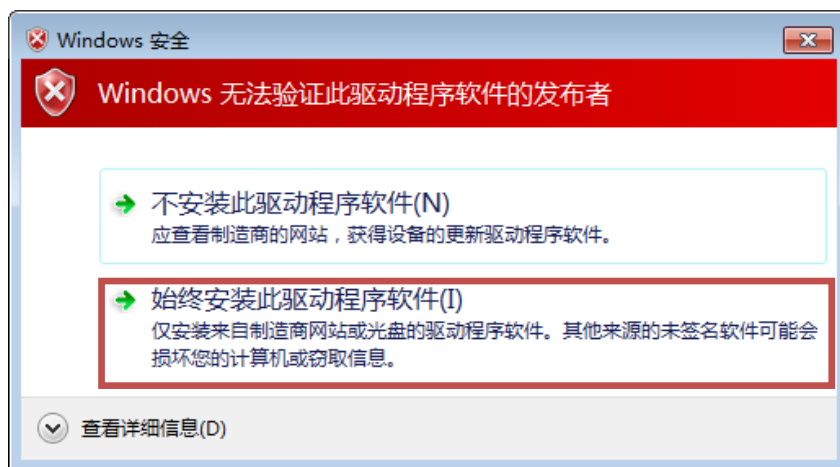 Windows 安全
Windows 无法验证此驱动程序软件的发布者
不安装此驱动程序软件(N)
应查看制造商的网站，获得设备的更新驱动程序软件。
始终安装此驱动程序软件(I)
仅安装来自制造商网站或光盘的驱动程序软件。其他来源的未签名软件可能会
损坏您的计算机或窃取信息。
查看详细信息(D)